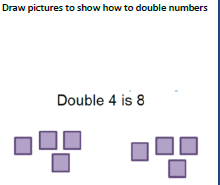 Draw pictures to show how to double numbers
Double 4 is 8